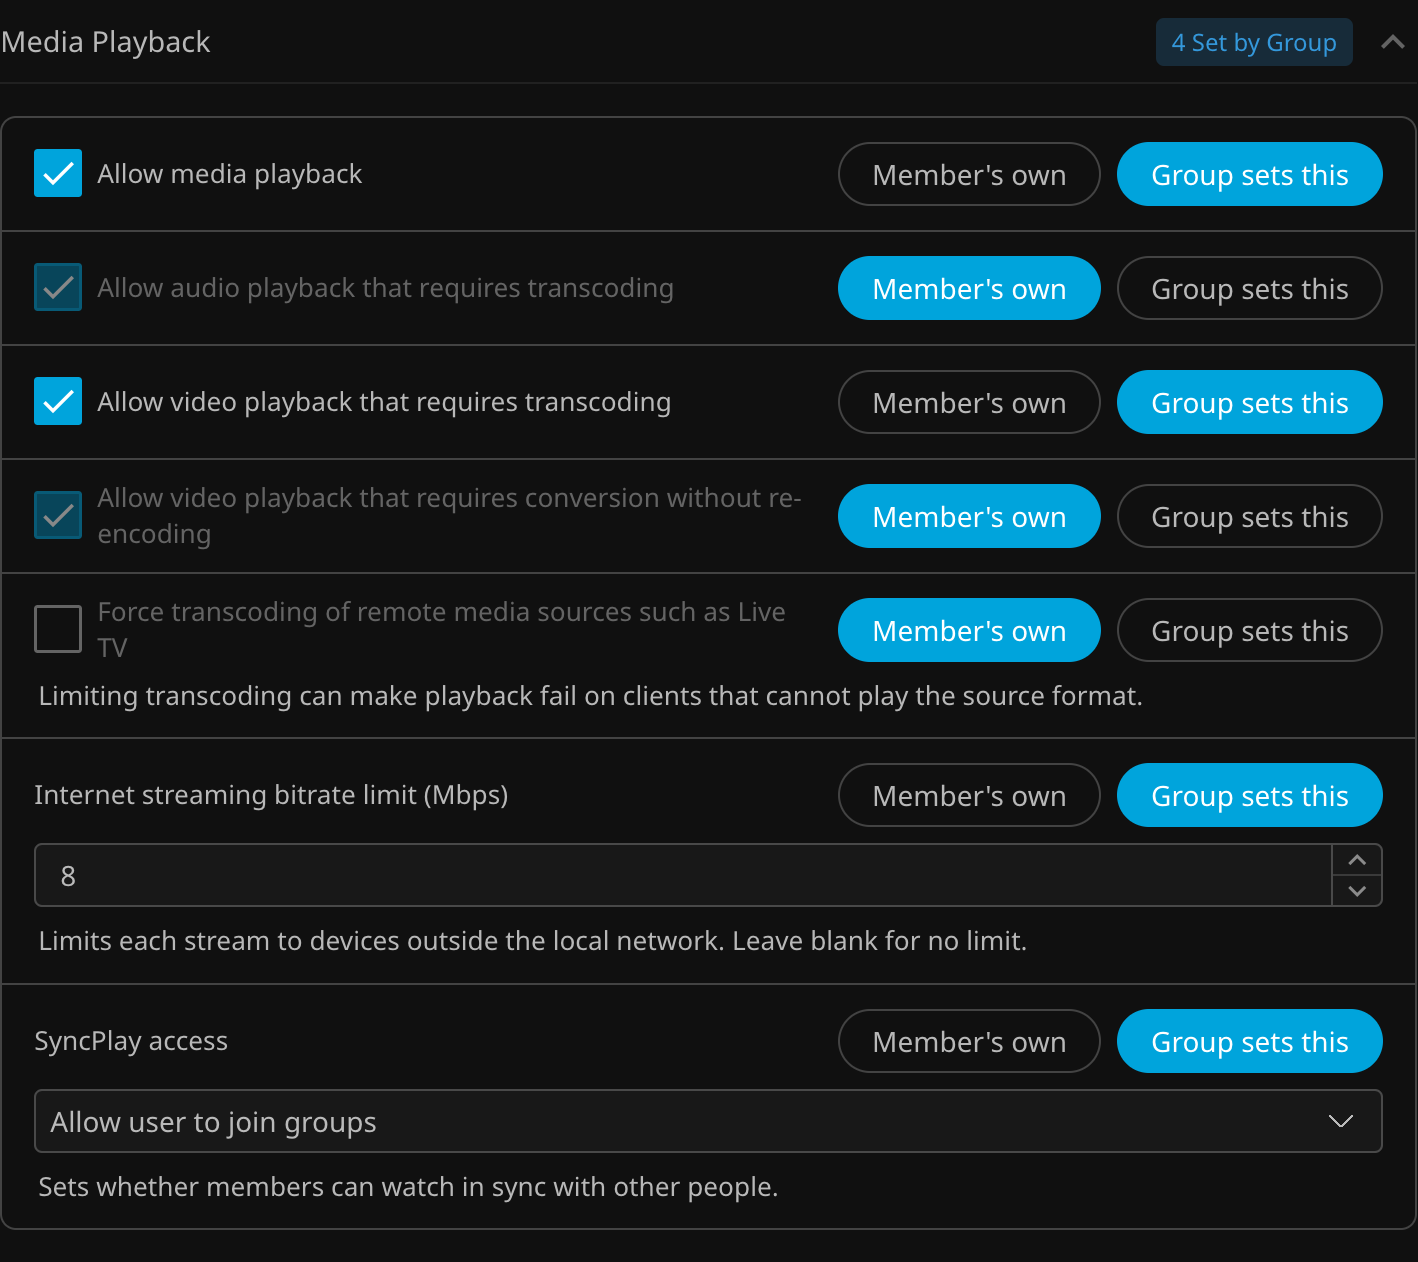 Media Playback
4 Set by Group
Allow media playback
Member's own
Group sets this
Allow audio playback that requires transcoding
Member's own
Group sets this
Allow video playback that requires transcoding
Member's own
Group sets this
Allow video playback that requires conversion without re-
encoding
Member's own
Group sets this
Force transcoding of remote media sources such as Live
TV
Member's own
Group sets this
Limiting transcoding can make playback fail on clients that cannot play the source format.
Internet streaming bitrate limit (Mbps)
Member's own
Group sets this
8
Limits each stream to devices outside the local network. Leave blank for no limit.
SyncPlay access
Member's own
Group sets this
Allow user to join groups
Sets whether members can watch in sync with other people.